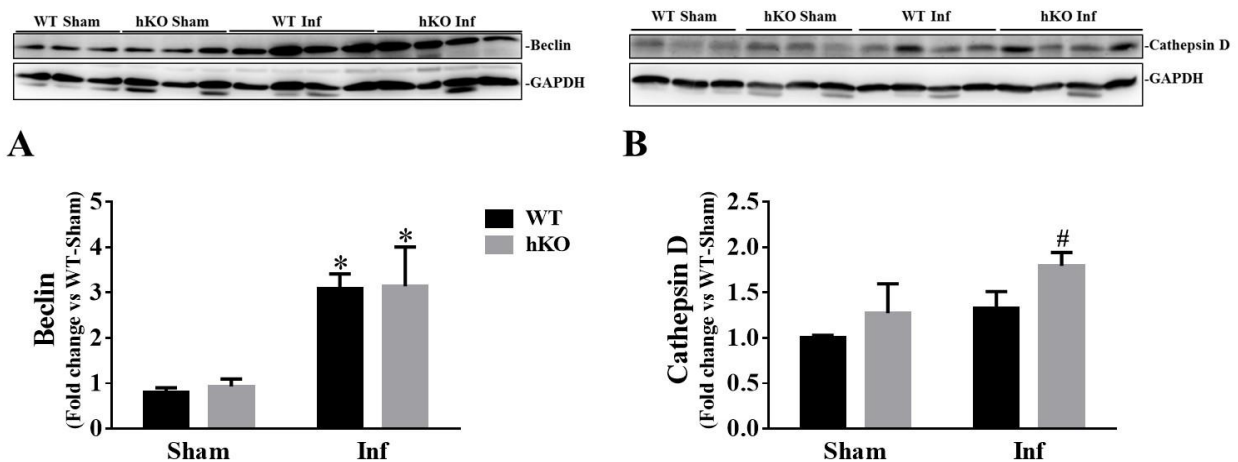 WT Sham hKO Sham WT Inf hKO Inf
-Beclin
-GAPDH
WT Sham hKO Sham WT Inf hKO Inf
-Cathepsin D
-GAPDH
A
B
Beclin
(Fold change vs WT-Sham)
5
4
3
2
1
0
*
*
Sham Inf
WT
hKO
Cathepsin D
(Fold change vs WT-Sham)
2.5
2.0
1.5
1.0
0.5
0.0
#
Sham Inf